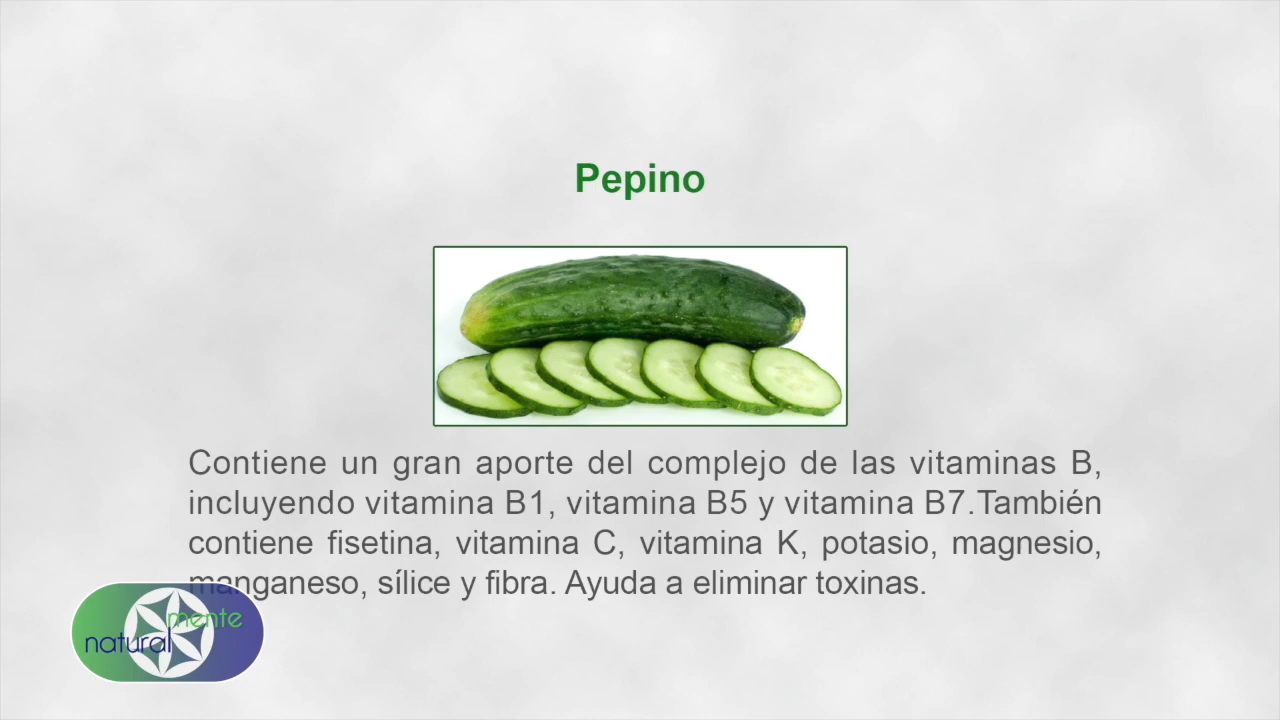 Pepino
Contiene un gran aporte del complejo de las vitaminas B,
incluyendo vitamina B1, vitamina B5 y vitamina B7.También
contiene fisetina, vitamina C, vitamina K, potasio, magnesio,
manganeso, sílice y fibra. Ayuda a eliminar toxinas.
mente
natural